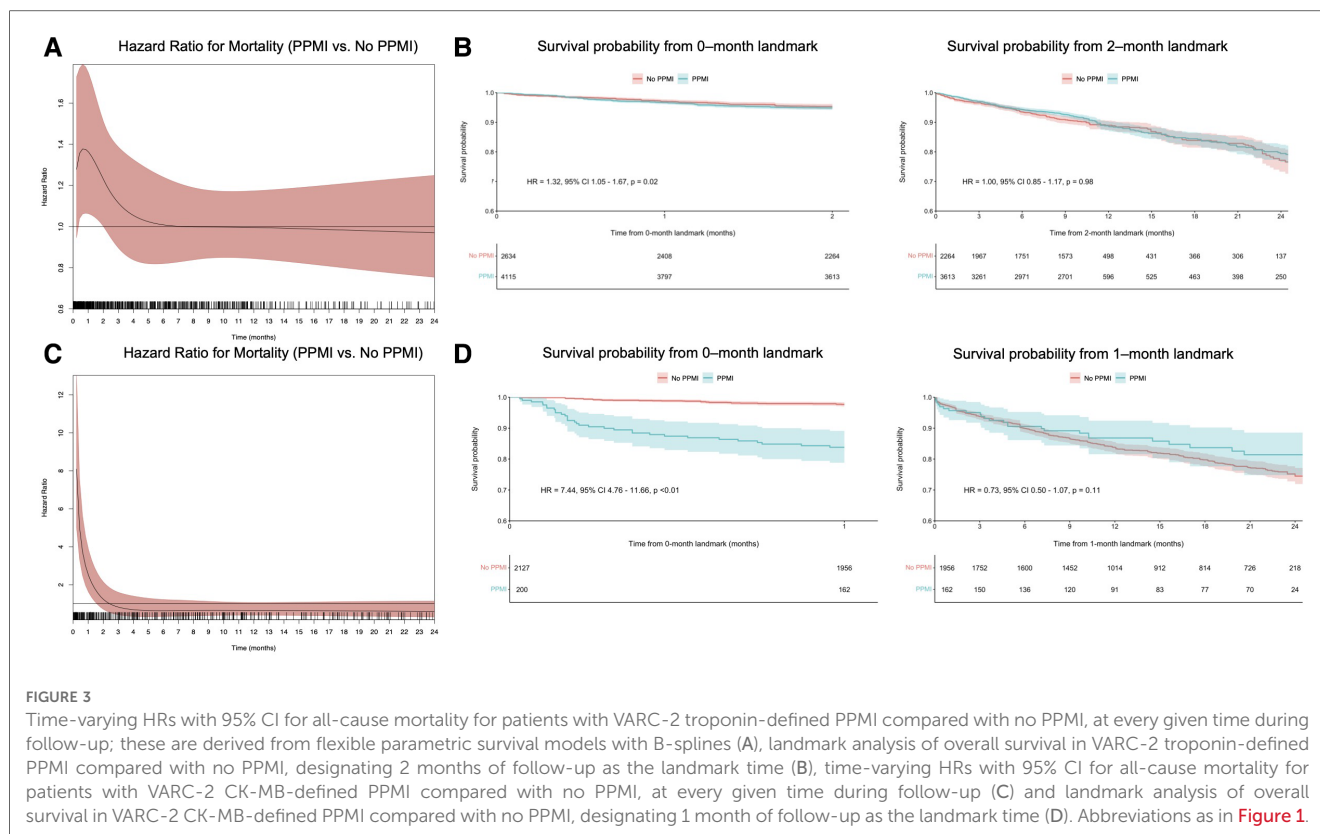 A
Hazard Ratio for Mortality (PPMI vs. No PPMI)
Hazard Ratio
1.6
1.4
1.2
1.0
0.8
0.6
0 1 2 3 4 5 6 7 8 9 10 11 12 13 14 15 16 17 18 19 20 21 22 23 24
Time (months)
B
Survival probability from 0–month landmark
No PPMI PPMI
Survival probability
1.0
0.9
0.8
7
0.6
HR = 1.32, 95% CI 1.05 - 1.67, p = 0.02
0 1 2
Time from 0-month landmark (months)
No PPMI 2634 2408 2264
PPMI 4115 3797 3613
Survival probability from 2–month landmark
No PPMI PPMI
Survival probability
1.0
0.9
0.8
0.7
0.6
HR = 1.00, 95% CI 0.85 - 1.17, p = 0.98
0 3 6 9 12 15 18 21 24
Time from 2-month landmark (months)
No PPMI 2264 1967 1751 1573 498 431 366 306 137
PPMI 3613 3261 2971 2701 596 525 463 398 250
C
Hazard Ratio for Mortality (PPMI vs. No PPMI)
Hazard Ratio
12
10
8
6
4
2
0 1 2 3 4 5 6 7 8 9 10 11 12 13 14 15 16 17 18 19 20 21 22 23 24
Time (months)
D
Survival probability from 0–month landmark
No PPMI PPMI
Survival probability
1.0
0.9
0.8
0.7
0.6
HR = 7.44, 95% CI 4.76 - 11.66, p <0.01
0 1
Time from 0-month landmark (months)
No PPMI 2127 1956
PPMI 200 162
Survival probability from 1–month landmark
No PPMI PPMI
Survival probability
1.0
0.9
0.8
0.7
0.6
HR = 0.73, 95% CI 0.50 - 1.07, p = 0.11
0 3 6 9 12 15 18 21 24
Time from 1-month landmark (months)
No PPMI 1956 1752 1600 1452 1014 912 814 726 218
PPMI 162 150 136 120 91 83 77 70 24
FIGURE 3
Time-varying HRs with 95% CI for all-cause mortality for patients with VARC-2 troponin-defined PPMI compared with no PPMI, at every given time during
follow-up; these are derived from flexible parametric survival models with B-splines (A), landmark analysis of overall survival in VARC-2 troponin-defined
PPMI compared with no PPMI, designating 2 months of follow-up as the landmark time (B), time-varying HRs with 95% CI for all-cause mortality for
patients with VARC-2 CK-MB-defined PPMI compared with no PPMI, at every given time during follow-up (C) and landmark analysis of overall
survival in VARC-2 CK-MB-defined PPMI compared with no PPMI, designating 1 month of follow-up as the landmark time (D). Abbreviations as in Figure 1.